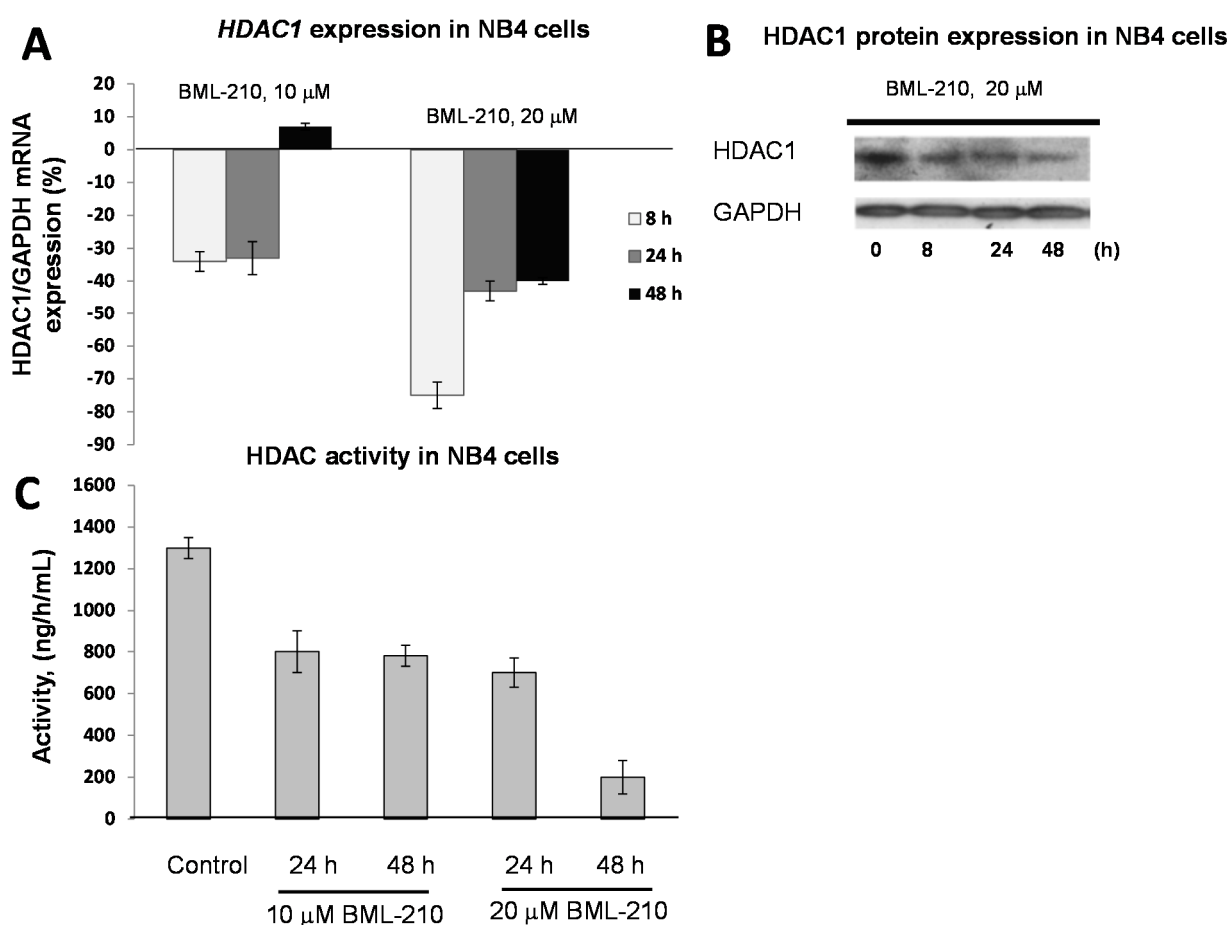 A
HDAC1 expression in NB4 cells
HDAC1/GAPDH mRNA
expression (%)
20
10
0
-10
-20
-30
-40
-50
-60
-70
-80
-90
BML-210, 10 μM
BML-210, 20 μM
8 h
24 h
48 h
B
HDAC1 protein expression in NB4 cells
BML-210, 20 μM
HDAC1
GAPDH
0 8 24 48 (h)
C
HDAC activity in NB4 cells
Activity, (ng/h/mL)
1600
1400
1200
1000
800
600
400
200
0
Control 24 h 48 h 24 h 48 h
10 μM BML-210 20 μM BML-210